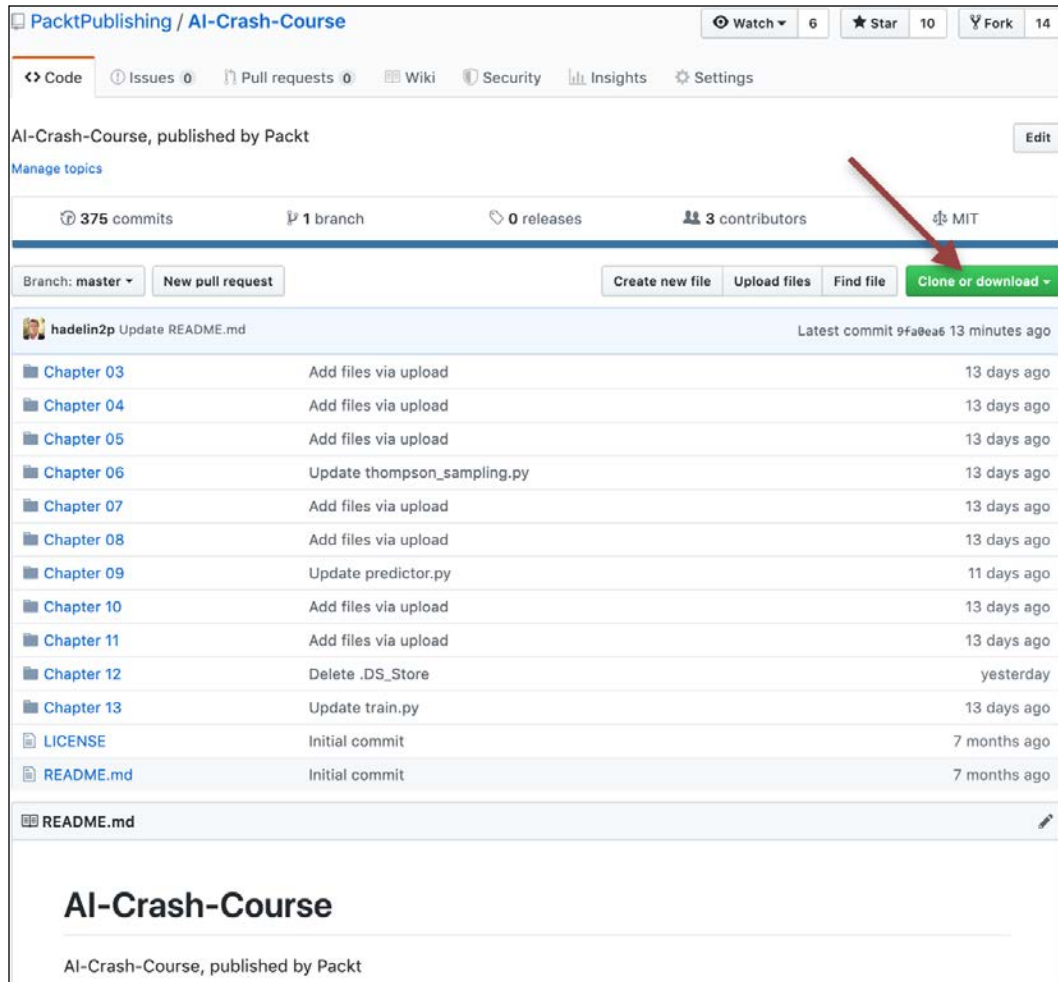 PacktPublishing / AI-Crash-Course Watch 6 Star 10 Fork 14
Code Issues 0 Pull requests 0 Wiki Security Insights Settings
AI-Crash-Course, published by Packt Edit
Manage topics
375 commits 1 branch 0 releases 3 contributors MIT
Branch: master New pull request Create new file Upload files Find file Clone or download
hadelin2p Update README.md Latest commit 9fa0ea6 13 minutes ago
Chapter 03 Add files via upload 13 days ago
Chapter 04 Add files via upload 13 days ago
Chapter 05 Add files via upload 13 days ago
Chapter 06 Update thompson_sampling.py 13 days ago
Chapter 07 Add files via upload 13 days ago
Chapter 08 Add files via upload 13 days ago
Chapter 09 Update predictor.py 11 days ago
Chapter 10 Add files via upload 13 days ago
Chapter 11 Add files via upload 13 days ago
Chapter 12 Delete .DS_Store yesterday
Chapter 13 Update train.py 13 days ago
LICENSE Initial commit 7 months ago
README.md Initial commit 7 months ago
README.md
AI-Crash-Course
AI-Crash-Course, published by Packt